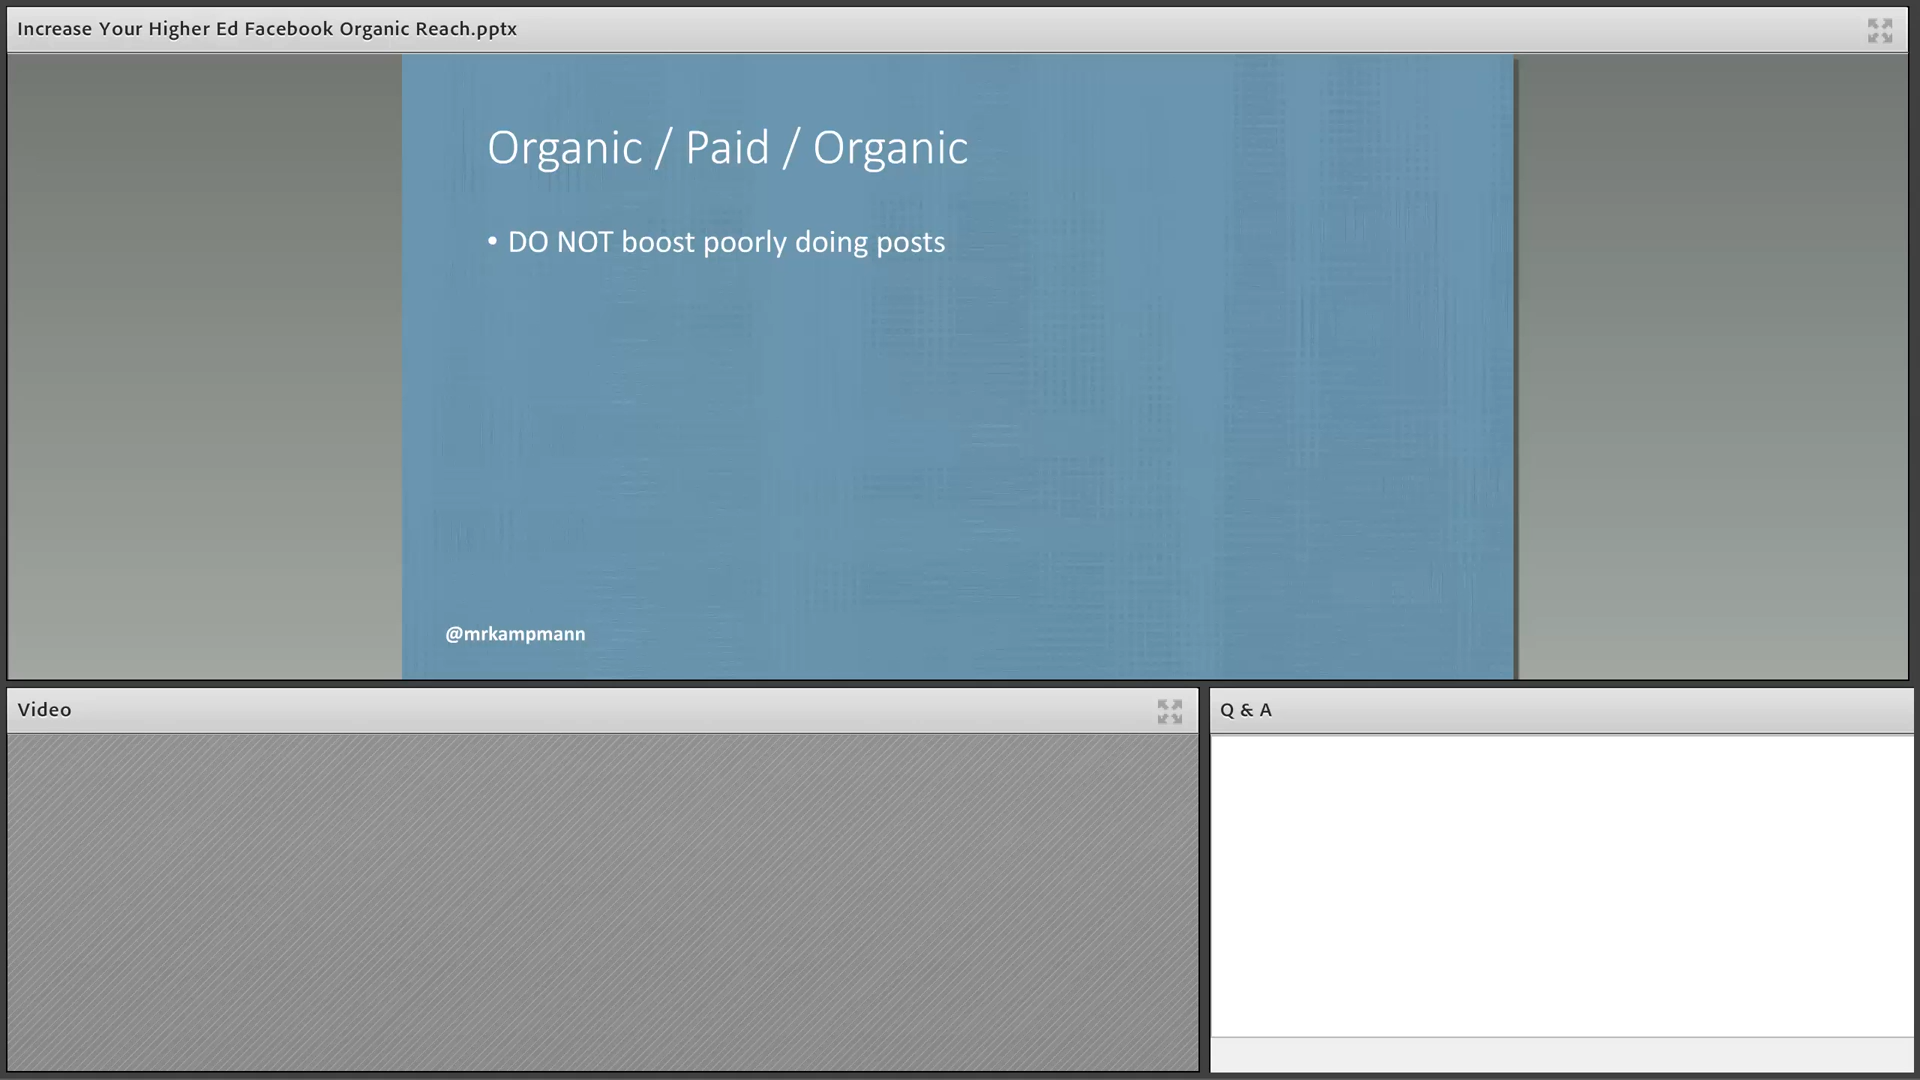 Increase Your Higher Ed Facebook Organic Reach.pptx
Organic / Paid / Organic
• DO NOT boost poorly doing posts
@mrkampmann
Video
Q & A